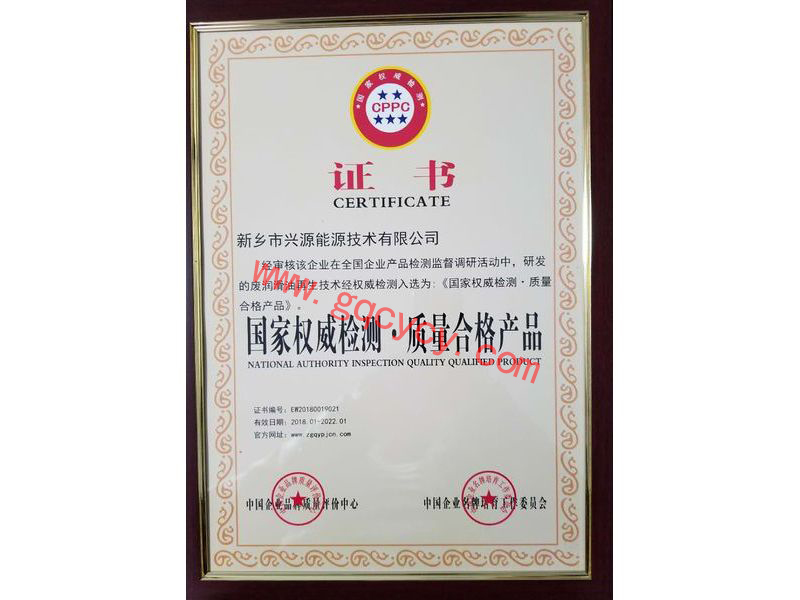 国家权威检测
CPPC
证书
CERTIFICATE
新乡市兴源能源技术有限公司
经审核该企业在全国企业产品检测监督调研活动中，研发
的废润滑油再生技术经权威检测入选为：《国家权威检测·质量
合格产品》。
国家权威检测·质量合格产品
NATIONAL AUTHORITY INSPECTION QUALITY QUALIFIED PRODUCT
www.gqcycy.com
证书编号：EW20180019021
有效日期：2018.01-2022.01
官方网址：www.zgqypjcn.com
中国企业品牌质量评价中心
中国企业名牌培育工作委员会